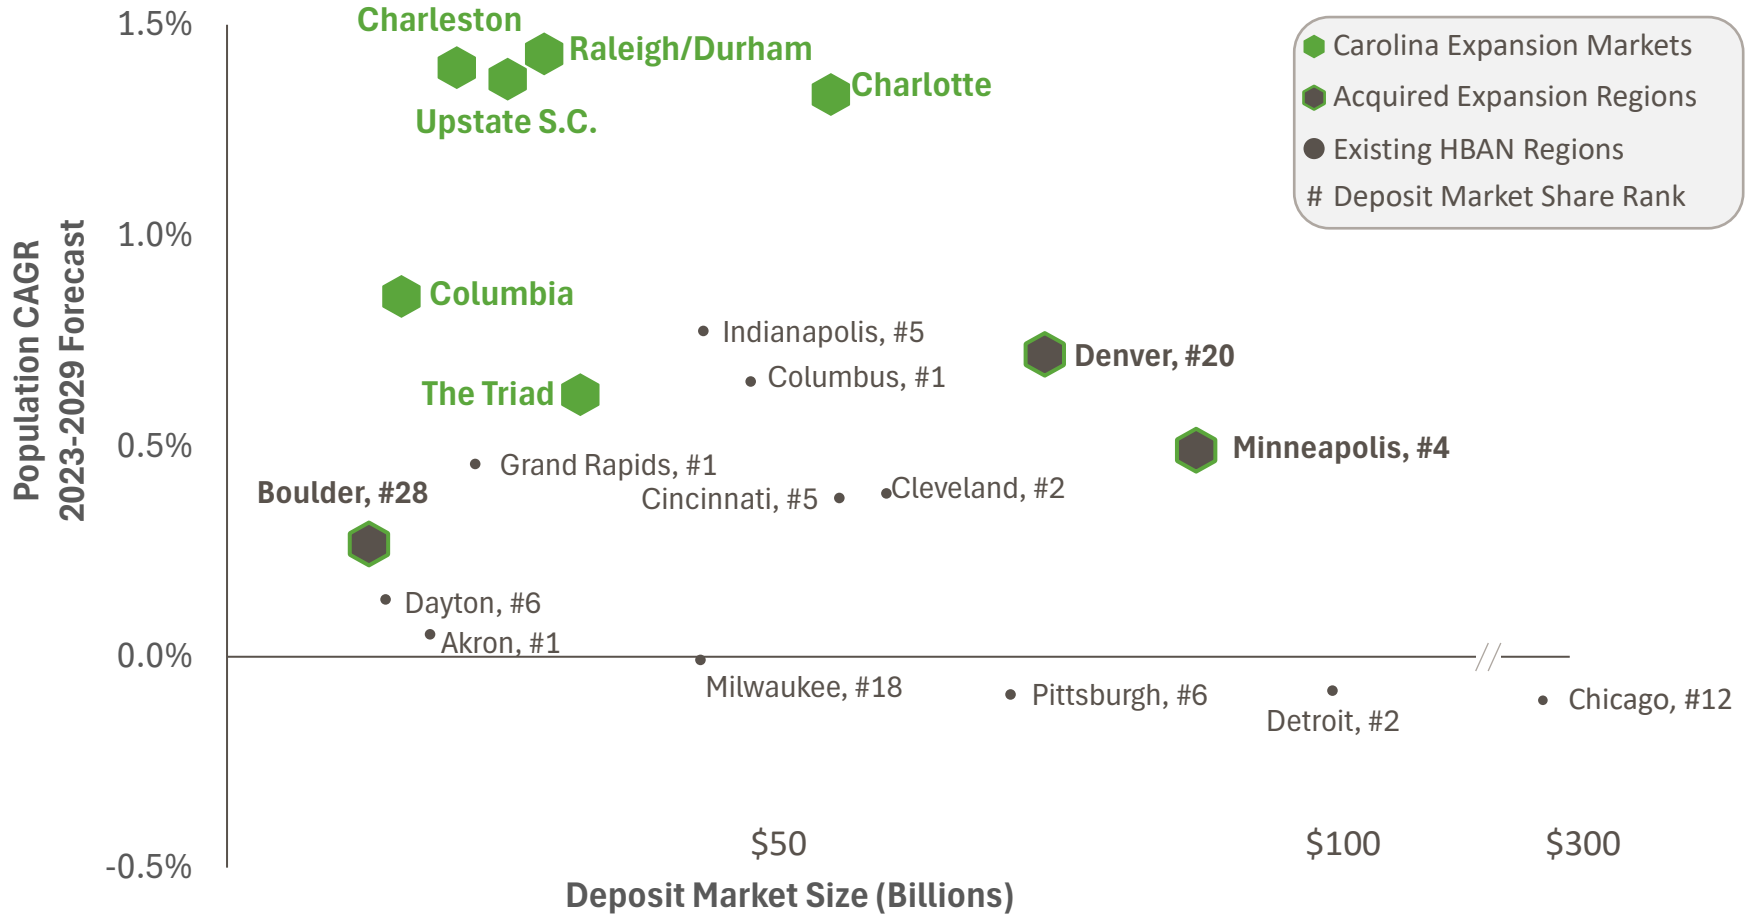 1.5%
Charleston
Raleigh/Durham
Charlotte
Upstate S.C.
Carolina Expansion Markets
Acquired Expansion Regions
Existing HBAN Regions
# Deposit Market Share Rank
1.0%
Population CAGR
2023-2029 Forecast
Columbia
Indianapolis, #5
Denver, #20
Columbus, #1
The Triad
0.5%
Minneapolis, #4
Grand Rapids, #1
Boulder, #28
Cincinnati, #5
Cleveland, #2
Dayton, #6
Akron, #1
0.0%
Milwaukee, #18
Pittsburgh, #6
Detroit, #2
Chicago, #12
$50
$100
$300
-0.5%
Deposit Market Size (Billions)